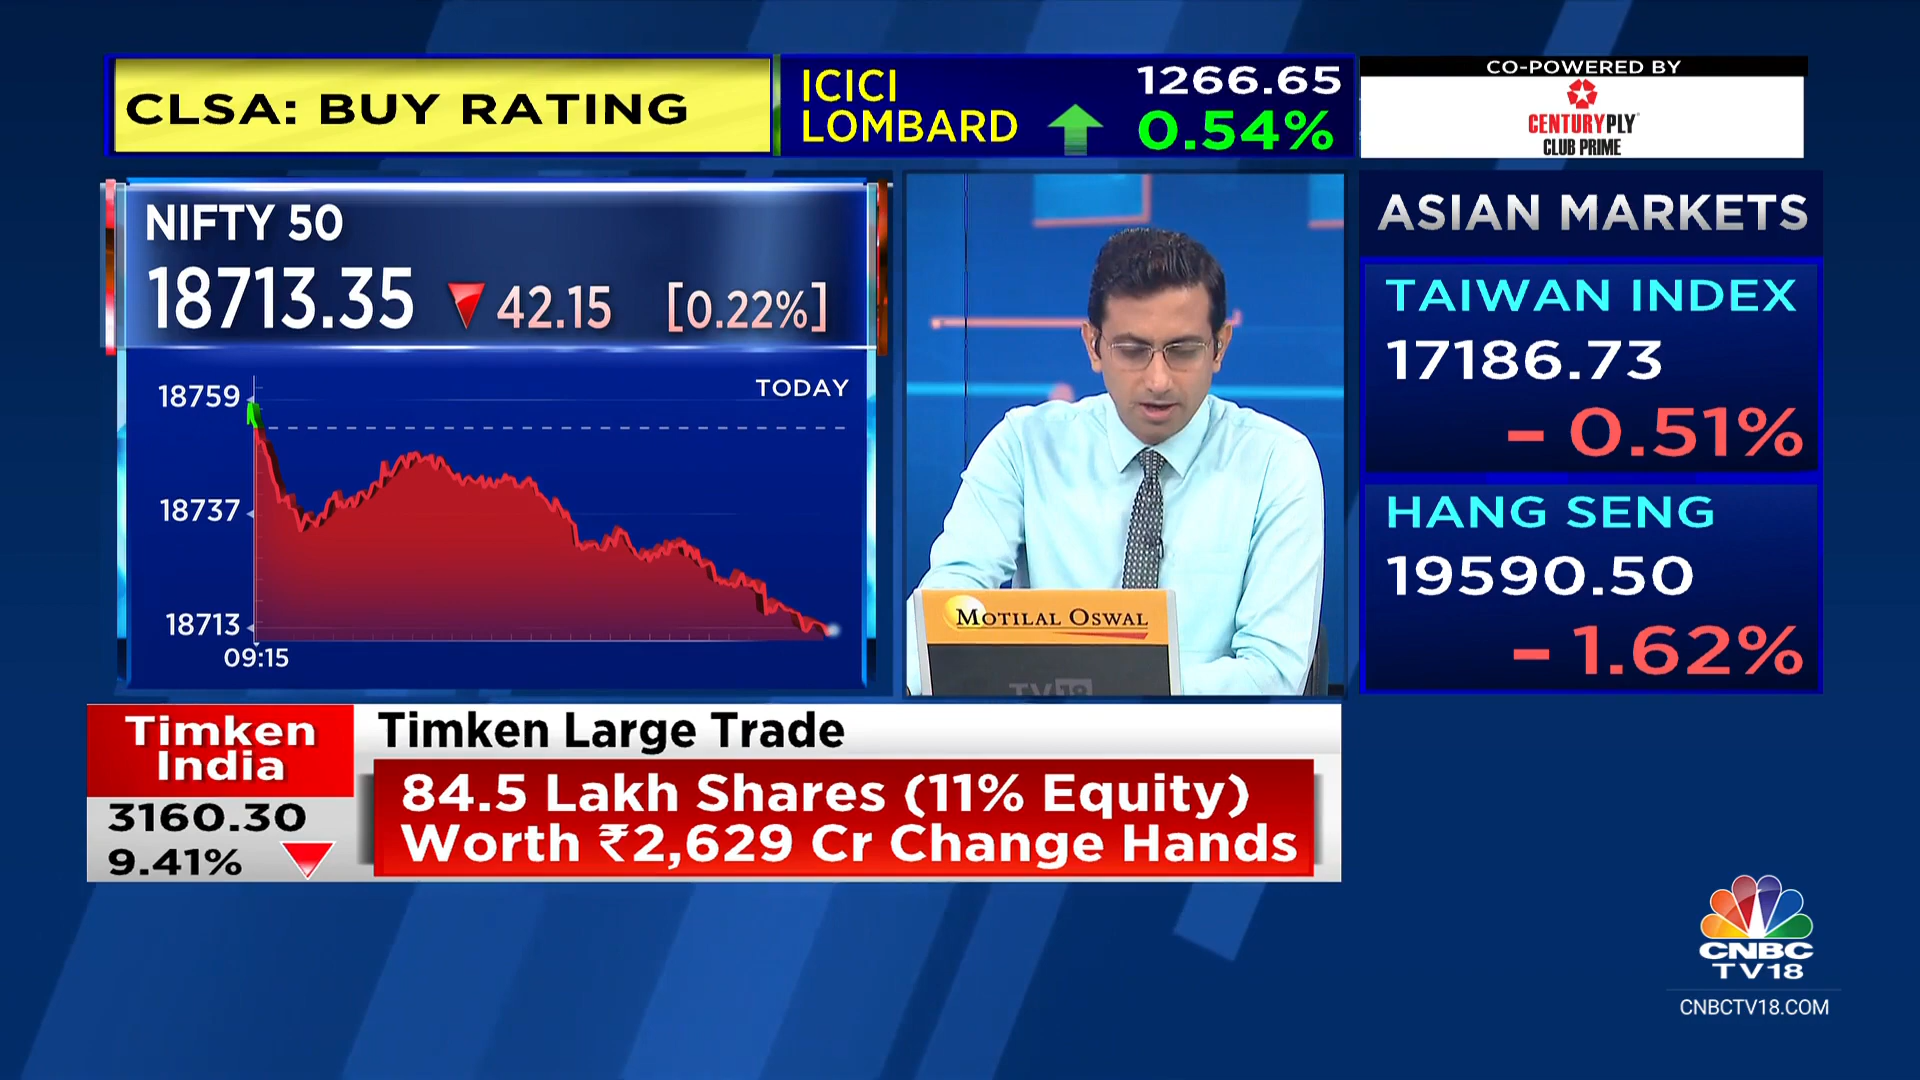 CLSA: BUY RATING
ICICI
LOMBARD
1266.65
0.54%
CO-POWERED BY
CENTURYPLY
CLUB PRIME
NIFTY 50
18713.35 42.15 [0.22%]
TODAY
18759
18737
18713
09:15
MOTILAL OSWAL
TV18
ASIAN MARKETS
TAIWAN INDEX
17186.73
- 0.51%
HANG SENG
19590.50
- 1.62%
Timken
India
3160.30
9.41%
Timken Large Trade
84.5 Lakh Shares (11% Equity)
Worth ₹2,629 Cr Change Hands
CNBC
TV18
CNBCTV18.COM